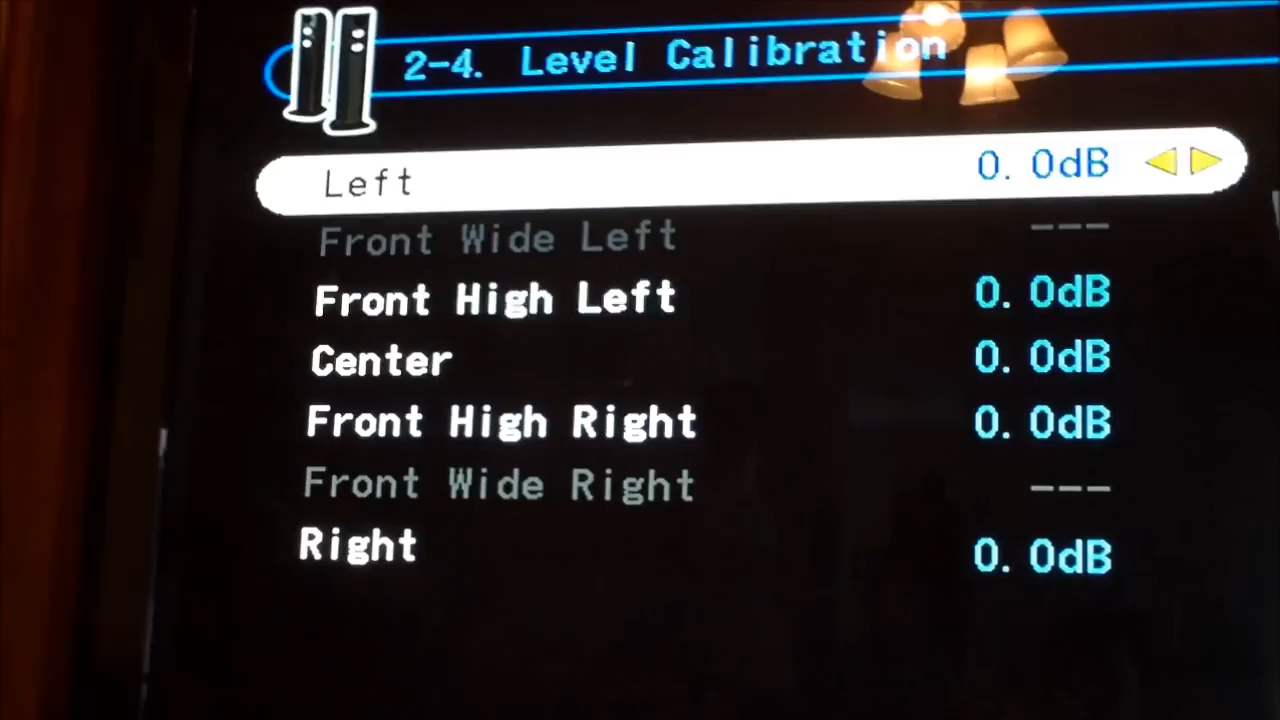 2-4. Level Calibration
Left 0.0dB
Front Wide Left ---
Front High Left 0.0dB
Center 0.0dB
Front High Right 0.0dB
Front Wide Right ---
Right 0.0dB